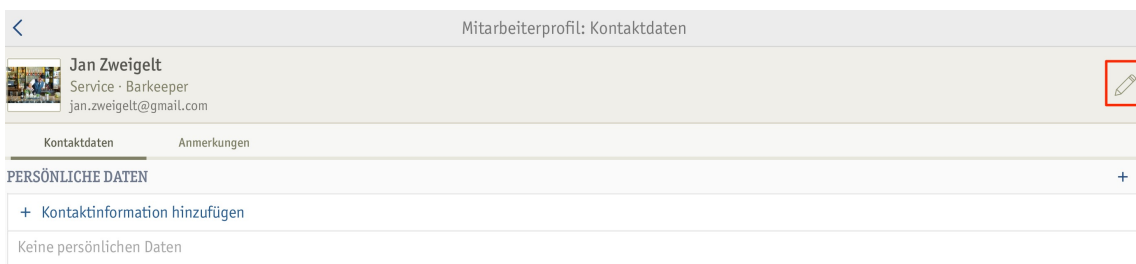 Mitarbeiterprofil: Kontaktdaten
Jan Zweigelt
Service · Barkeeper
jan.zweigelt@gmail.com
Kontaktdaten Anmerkungen
PERSÖNLICHE DATEN +
+ Kontaktinformation hinzufügen
Keine persönlichen Daten